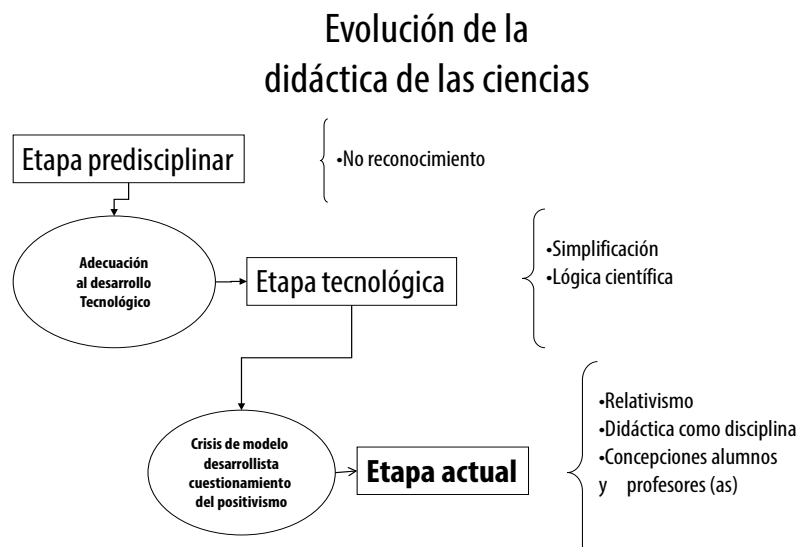 Evolución de la
didáctica de las ciencias
Etapa predisciplinar
•No reconocimiento
Adecuación
al desarrollo
Tecnológico
Etapa tecnológica
•Simplificación
•Lógica científica
Crisis de modelo
desarrollista
cuestionamiento
del positivismo
Etapa actual
•Relativismo
•Didáctica como disciplina
•Concepciones alumnos
y profesores (as)